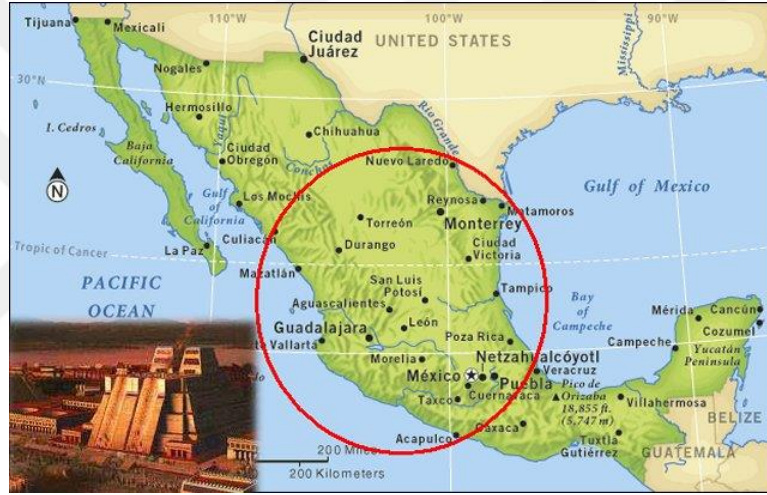 110°W
100°W
90°W
Tijuana
Mexicali
Ciudad
Juárez
UNITED STATES
Mississippi
Nogales
30°N
Hermosillo
Rio Grande
I. Cedros
Yaqui
Chihuahua
Baja
California
Ciudad
Obregón
Conchos
Nuevo Laredo
N
Gulf
of
California
Los Mochis
Reynosa
Matamoros
Gulf of Mexico
Monterrey
Torreón
Culiacán
Tropic of Cancer
La Paz
Durango
Ciudad
Victoria
PACIFIC
OCEAN
Mazatlán
San Luis
Potosí
Tampico
Bay
of
Campeche
Aguascalientes
Mérida
Cancún
Cozumel
León
Guadalajara
Vallarta
Poza Rica
Campeche
Yucatán
Peninsula
Morelia
Netzahualcóyotl
México
Veracruz
Puebla
Pico de
Orizaba
18,855 ft.
(5,747 m)
Cuernavaca
Taxco
Villahermosa
BELIZE
Oaxaca
Acapulco
Tuxtla
Gutiérrez
GUATEMALA
200 Miles
200 Kilometers